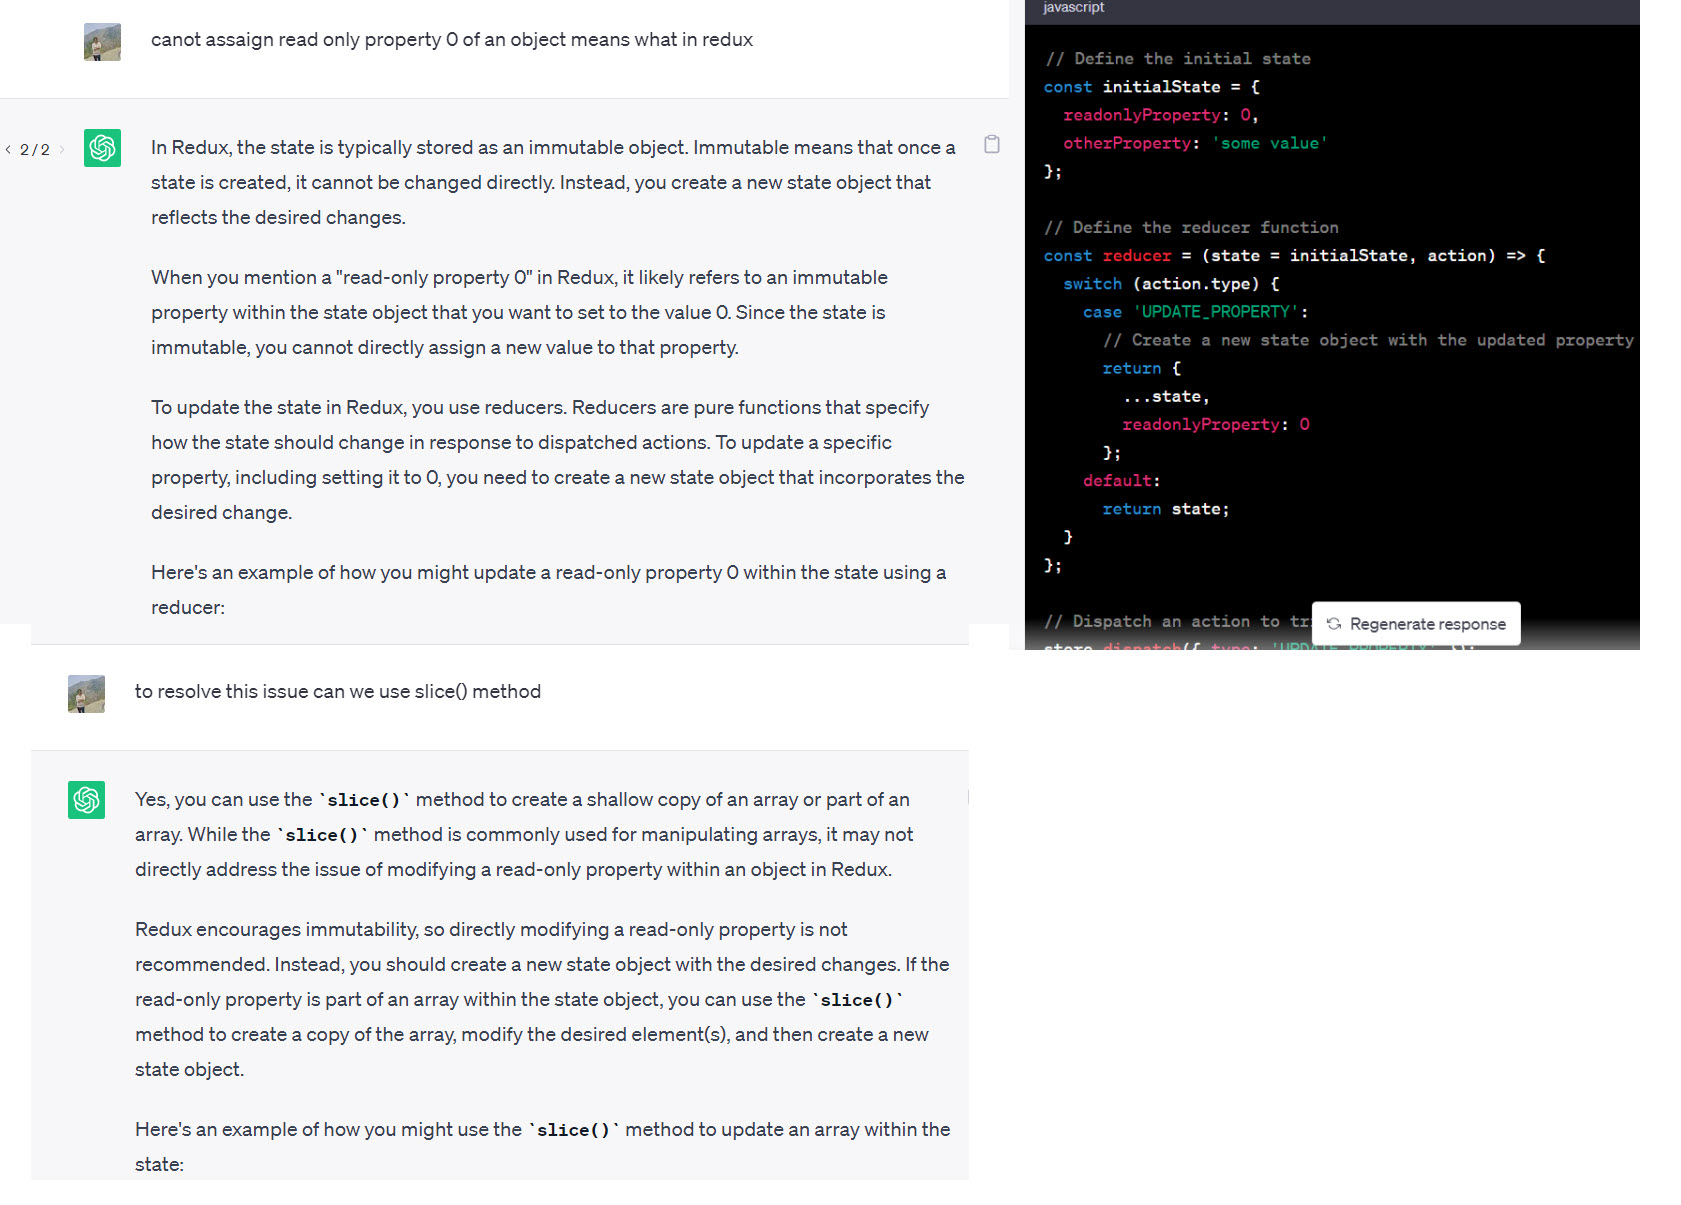 canot assaign read only property 0 of an object means what in redux
< 2 / 2 >
In Redux, the state is typically stored as an immutable object. Immutable means that once a
state is created, it cannot be changed directly. Instead, you create a new state object that
reflects the desired changes.
When you mention a "read-only property 0" in Redux, it likely refers to an immutable
property within the state object that you want to set to the value 0. Since the state is
immutable, you cannot directly assign a new value to that property.
To update the state in Redux, you use reducers. Reducers are pure functions that specify
how the state should change in response to dispatched actions. To update a specific
property, including setting it to 0, you need to create a new state object that incorporates the
desired change.
Here's an example of how you might update a read-only property 0 within the state using a
reducer:
to resolve this issue can we use slice() method
Yes, you can use the `slice()` method to create a shallow copy of an array or part of an
array. While the `slice()` method is commonly used for manipulating arrays, it may not
directly address the issue of modifying a read-only property within an object in Redux.
Redux encourages immutability, so directly modifying a read-only property is not
recommended. Instead, you should create a new state object with the desired changes. If the
read-only property is part of an array within the state object, you can use the `slice()`
method to create a copy of the array, modify the desired element(s), and then create a new
state object.
Here's an example of how you might use the `slice()` method to update an array within the
state:
javascript
// Define the initial state
const initialState = {
readonlyProperty: 0,
otherProperty: 'some value'
};
// Define the reducer function
const reducer = (state = initialState, action) => {
switch (action.type) {
case 'UPDATE_PROPERTY':
// Create a new state object with the updated property
return {
...state,
readonlyProperty: 0
};
default:
return state;
}
};
// Dispatch an action to tr
Regenerate response
store.dispatch({ type: 'UPDATE_PROPERTY' });